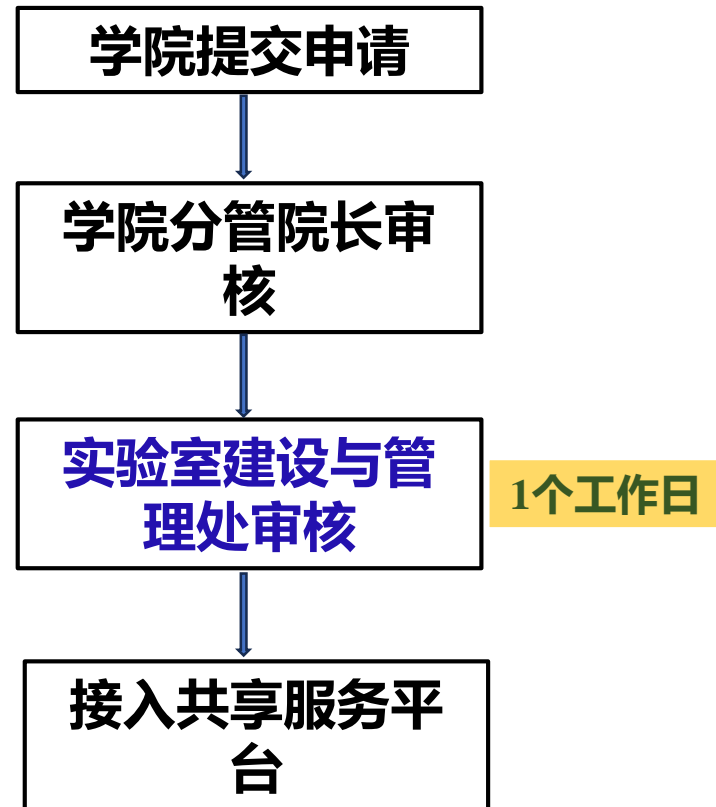 学院提交申请
学院分管院长审
核
实验室建设与管
理处审核
1个工作日
接入共享服务平
台